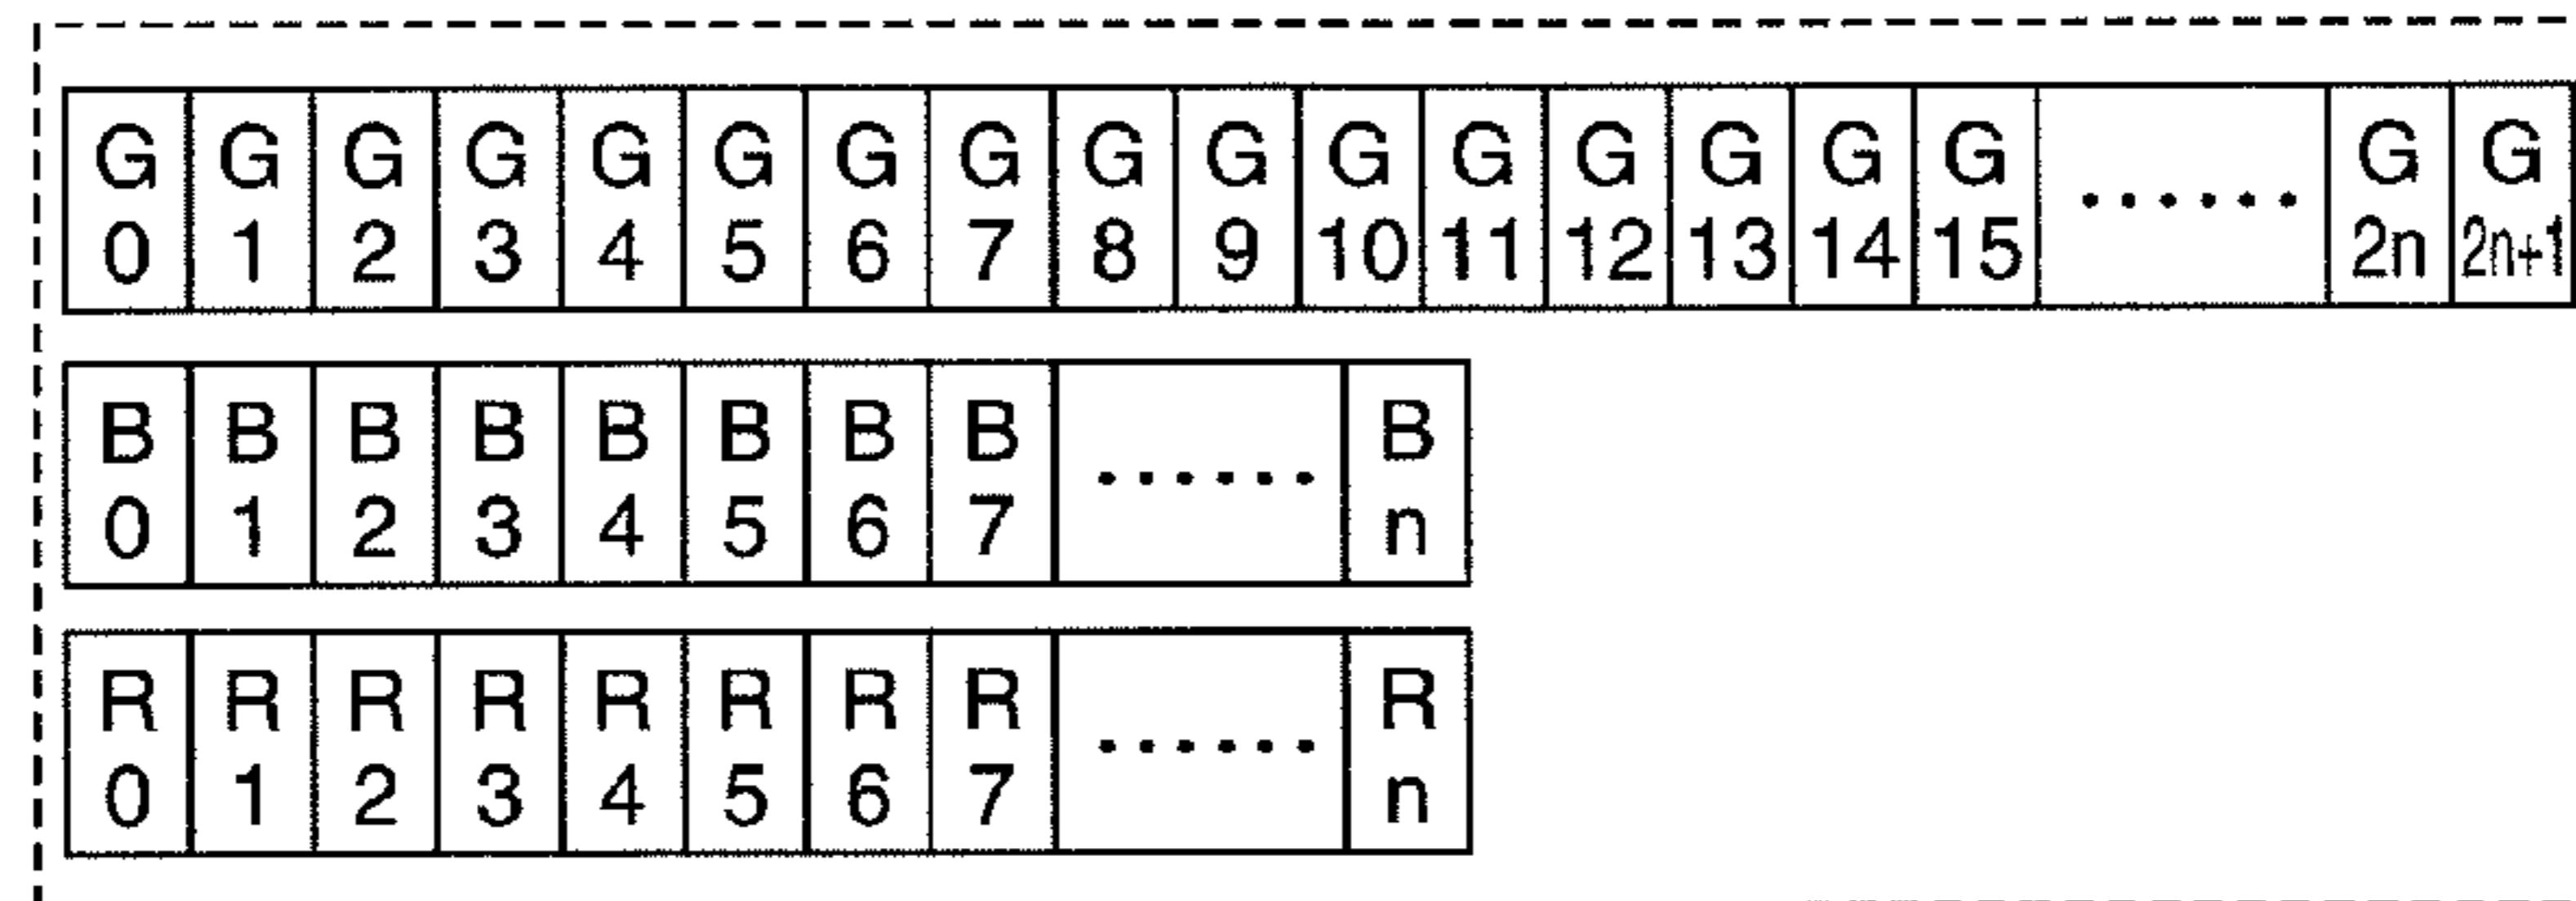 G G G G G G G G G G G G G G G G G G
0 1 2 3 4 5 6 7 8 9 10 11 12 13 14 15 ...... 2n 2n+1
B B B B B B B B B
0 1 2 3 4 5 6 7 ...... n
R R R R R R R R R
0 1 2 3 4 5 6 7 ...... n